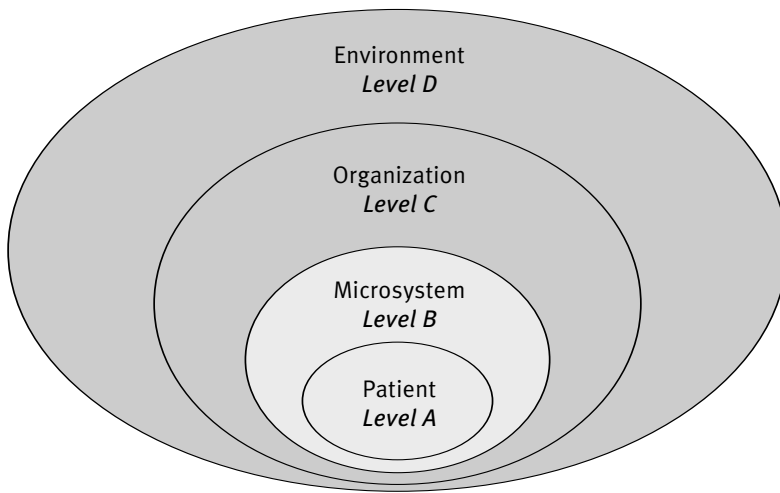 Environment
Level D
Organization
Level C
Microsystem
Level B
Patient
Level A